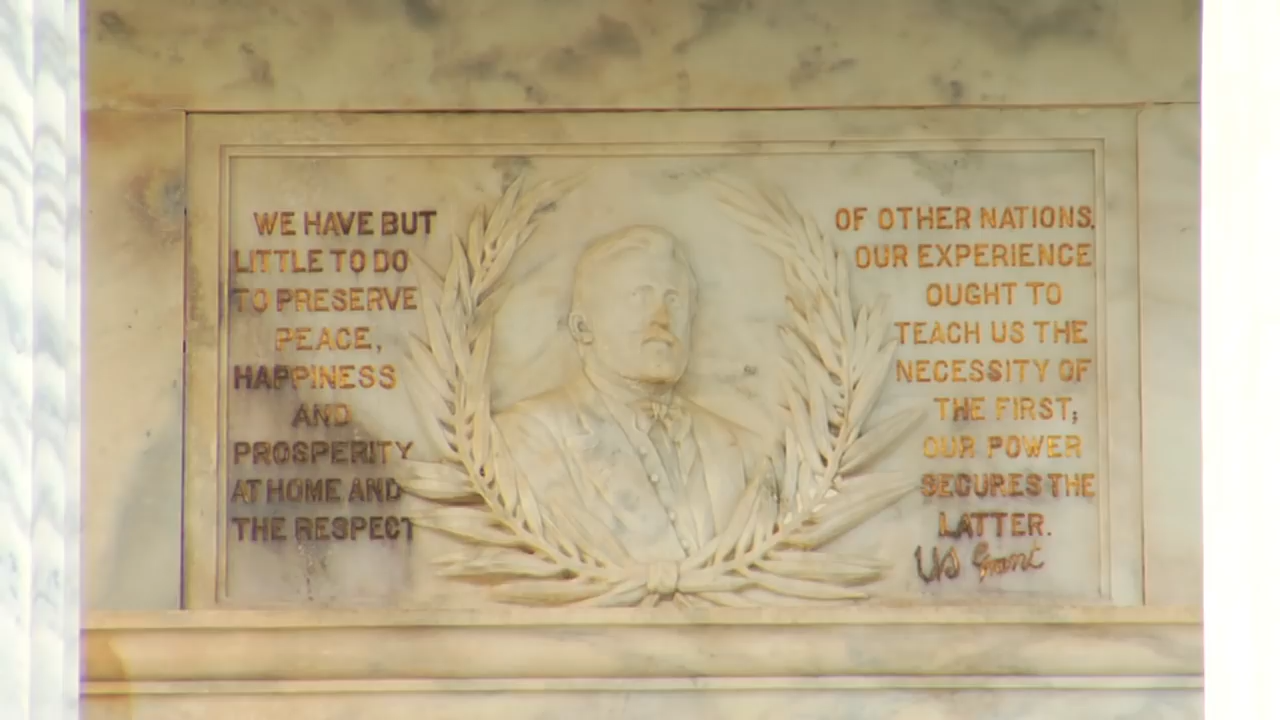 WE HAVE BUT
LITTLE TO DO
TO PRESERVE
PEACE,
HAPPINESS
AND
PROSPERITY
AT HOME AND
THE RESPECT
OF OTHER NATIONS.
OUR EXPERIENCE
OUGHT TO
TEACH US THE
NECESSITY OF
THE FIRST;
OUR POWER
SECURES THE
LATTER.
US Grant